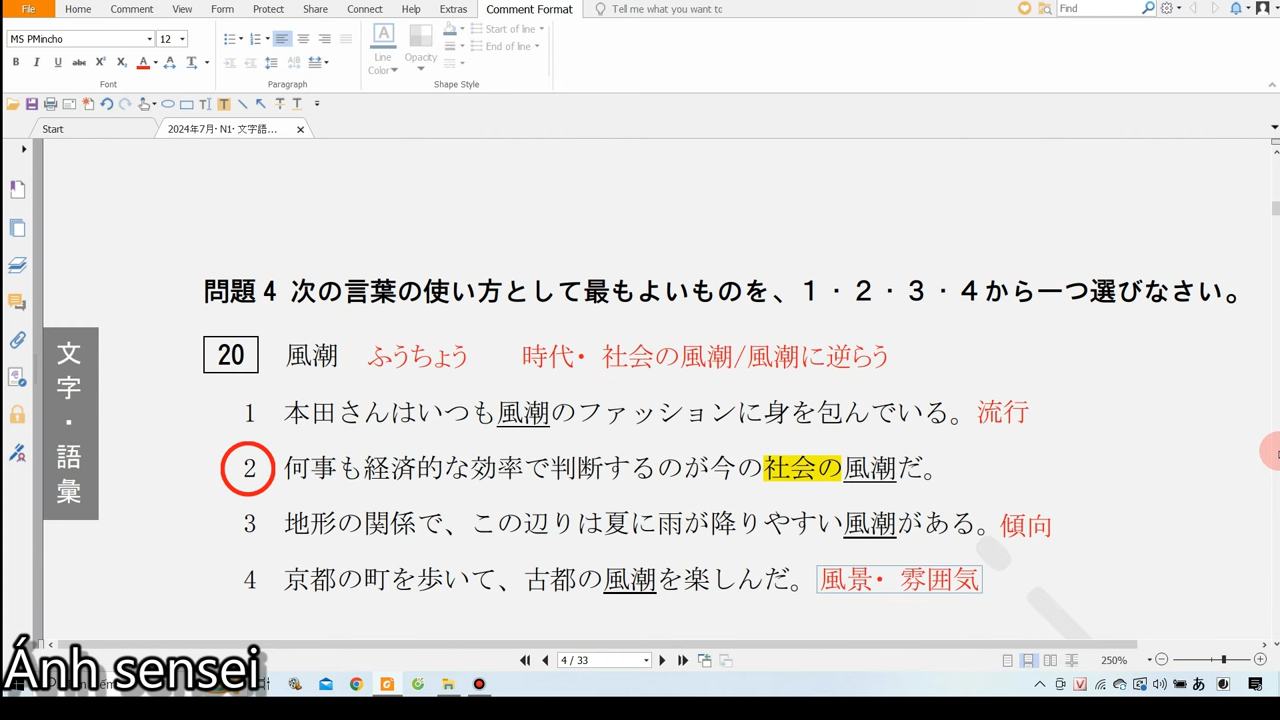 File Home Comment View Form Protect Share Connect Help Extras Comment Format Tell me what you want to Find
MS PMincho 12 Start of line
End of line
Line Color Opacity
Font Paragraph Shape Style
Start 2024年7月・N1・文字語...
問題4 次の言葉の使い方として最もよいものを、1・2・3・4から一つ選びなさい。
文字・語彙
20 風潮 ふうちょう 時代・社会の風潮/風潮に逆らう
1 本田さんはいつも風潮のファッションに身を包んでいる。流行
2 何事も経済的な効率で判断するのが今の社会の風潮だ。
3 地形の関係で、この辺りは夏に雨が降りやすい風潮がある。傾向
4 京都の町を歩いて、古都の風潮を楽しんだ。風景・雰囲気
4 / 33 250%
Ánh sensei